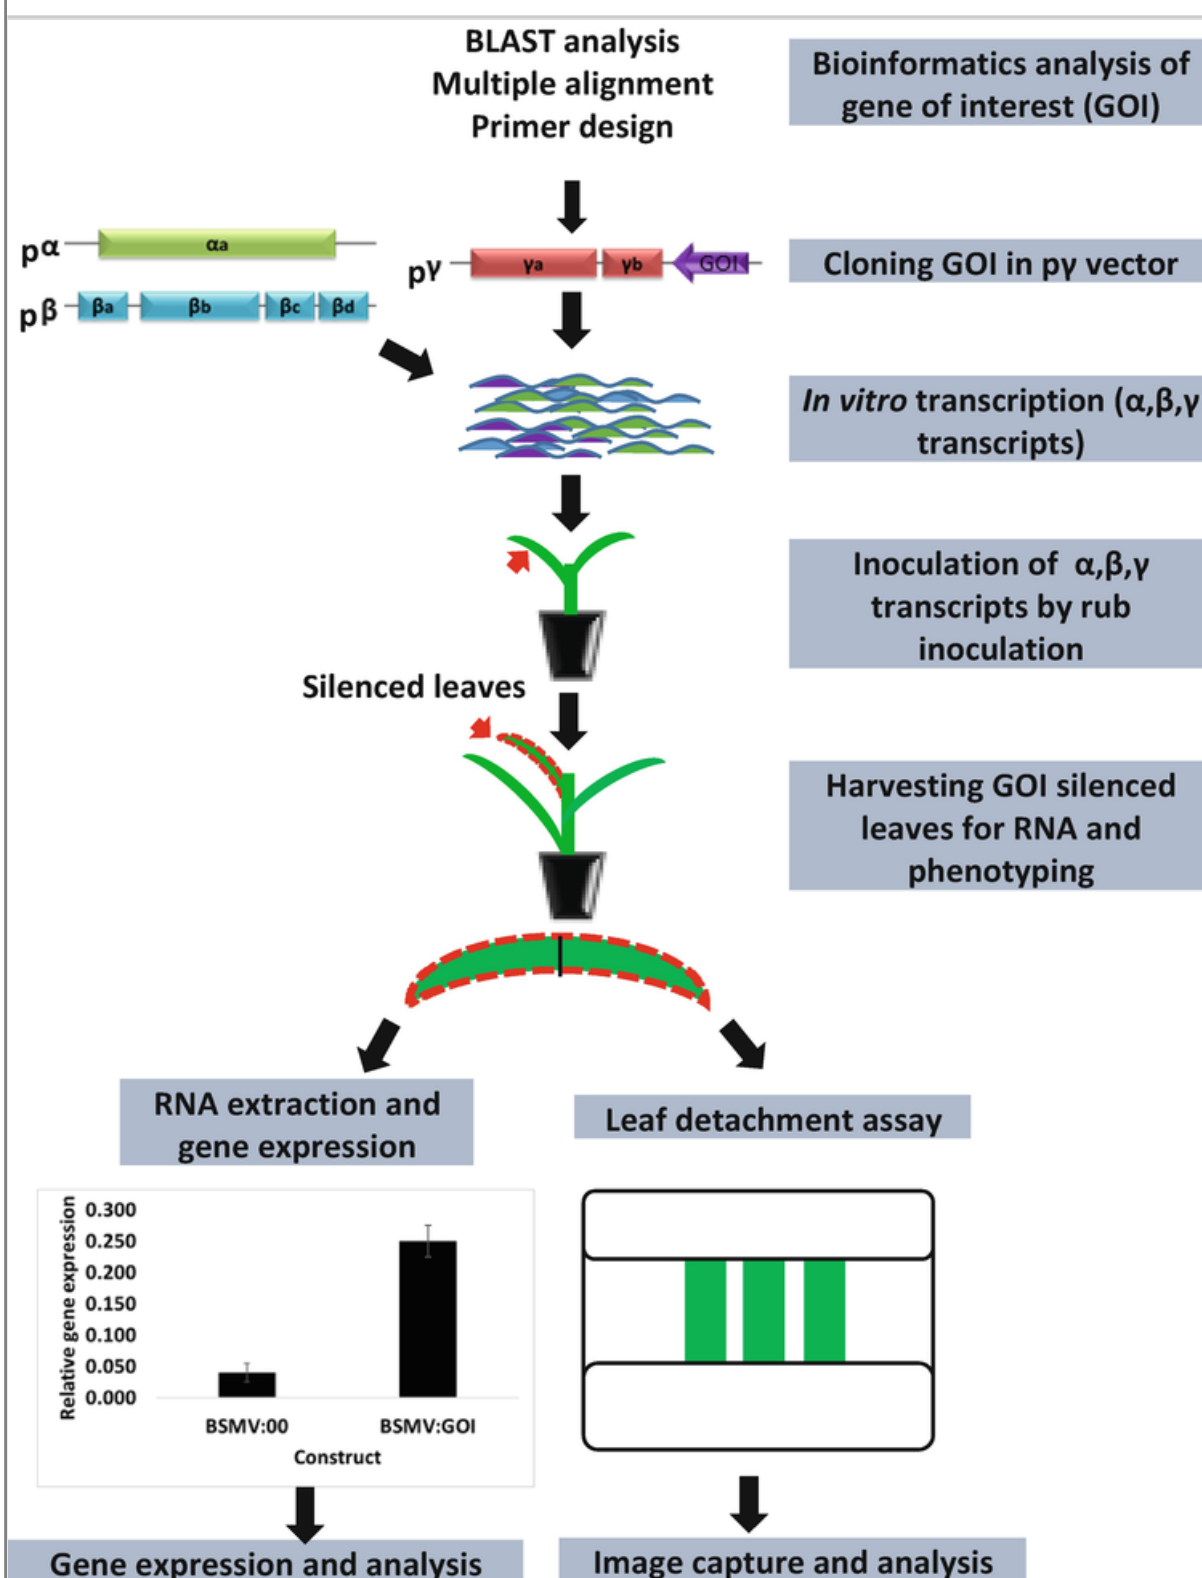 BLAST analysis
Multiple alignment
Primer design
Bioinformatics analysis of
gene of interest (GOI)
pα
αa
pβ
βa
βb
βc
βd
pγ
γa
γb
GOI
Cloning GOI in pγ vector
In vitro transcription (α,β,γ
transcripts)
Inoculation of α,β,γ
transcripts by rub
inoculation
Silenced leaves
Harvesting GOI silenced
leaves for RNA and
phenotyping
RNA extraction and
gene expression
Leaf detachment assay
Relative gene expression
0.300
0.250
0.200
0.150
0.100
0.050
0.000
BSMV:00
BSMV:GOI
Construct
Gene expression and analysis
Image capture and analysis